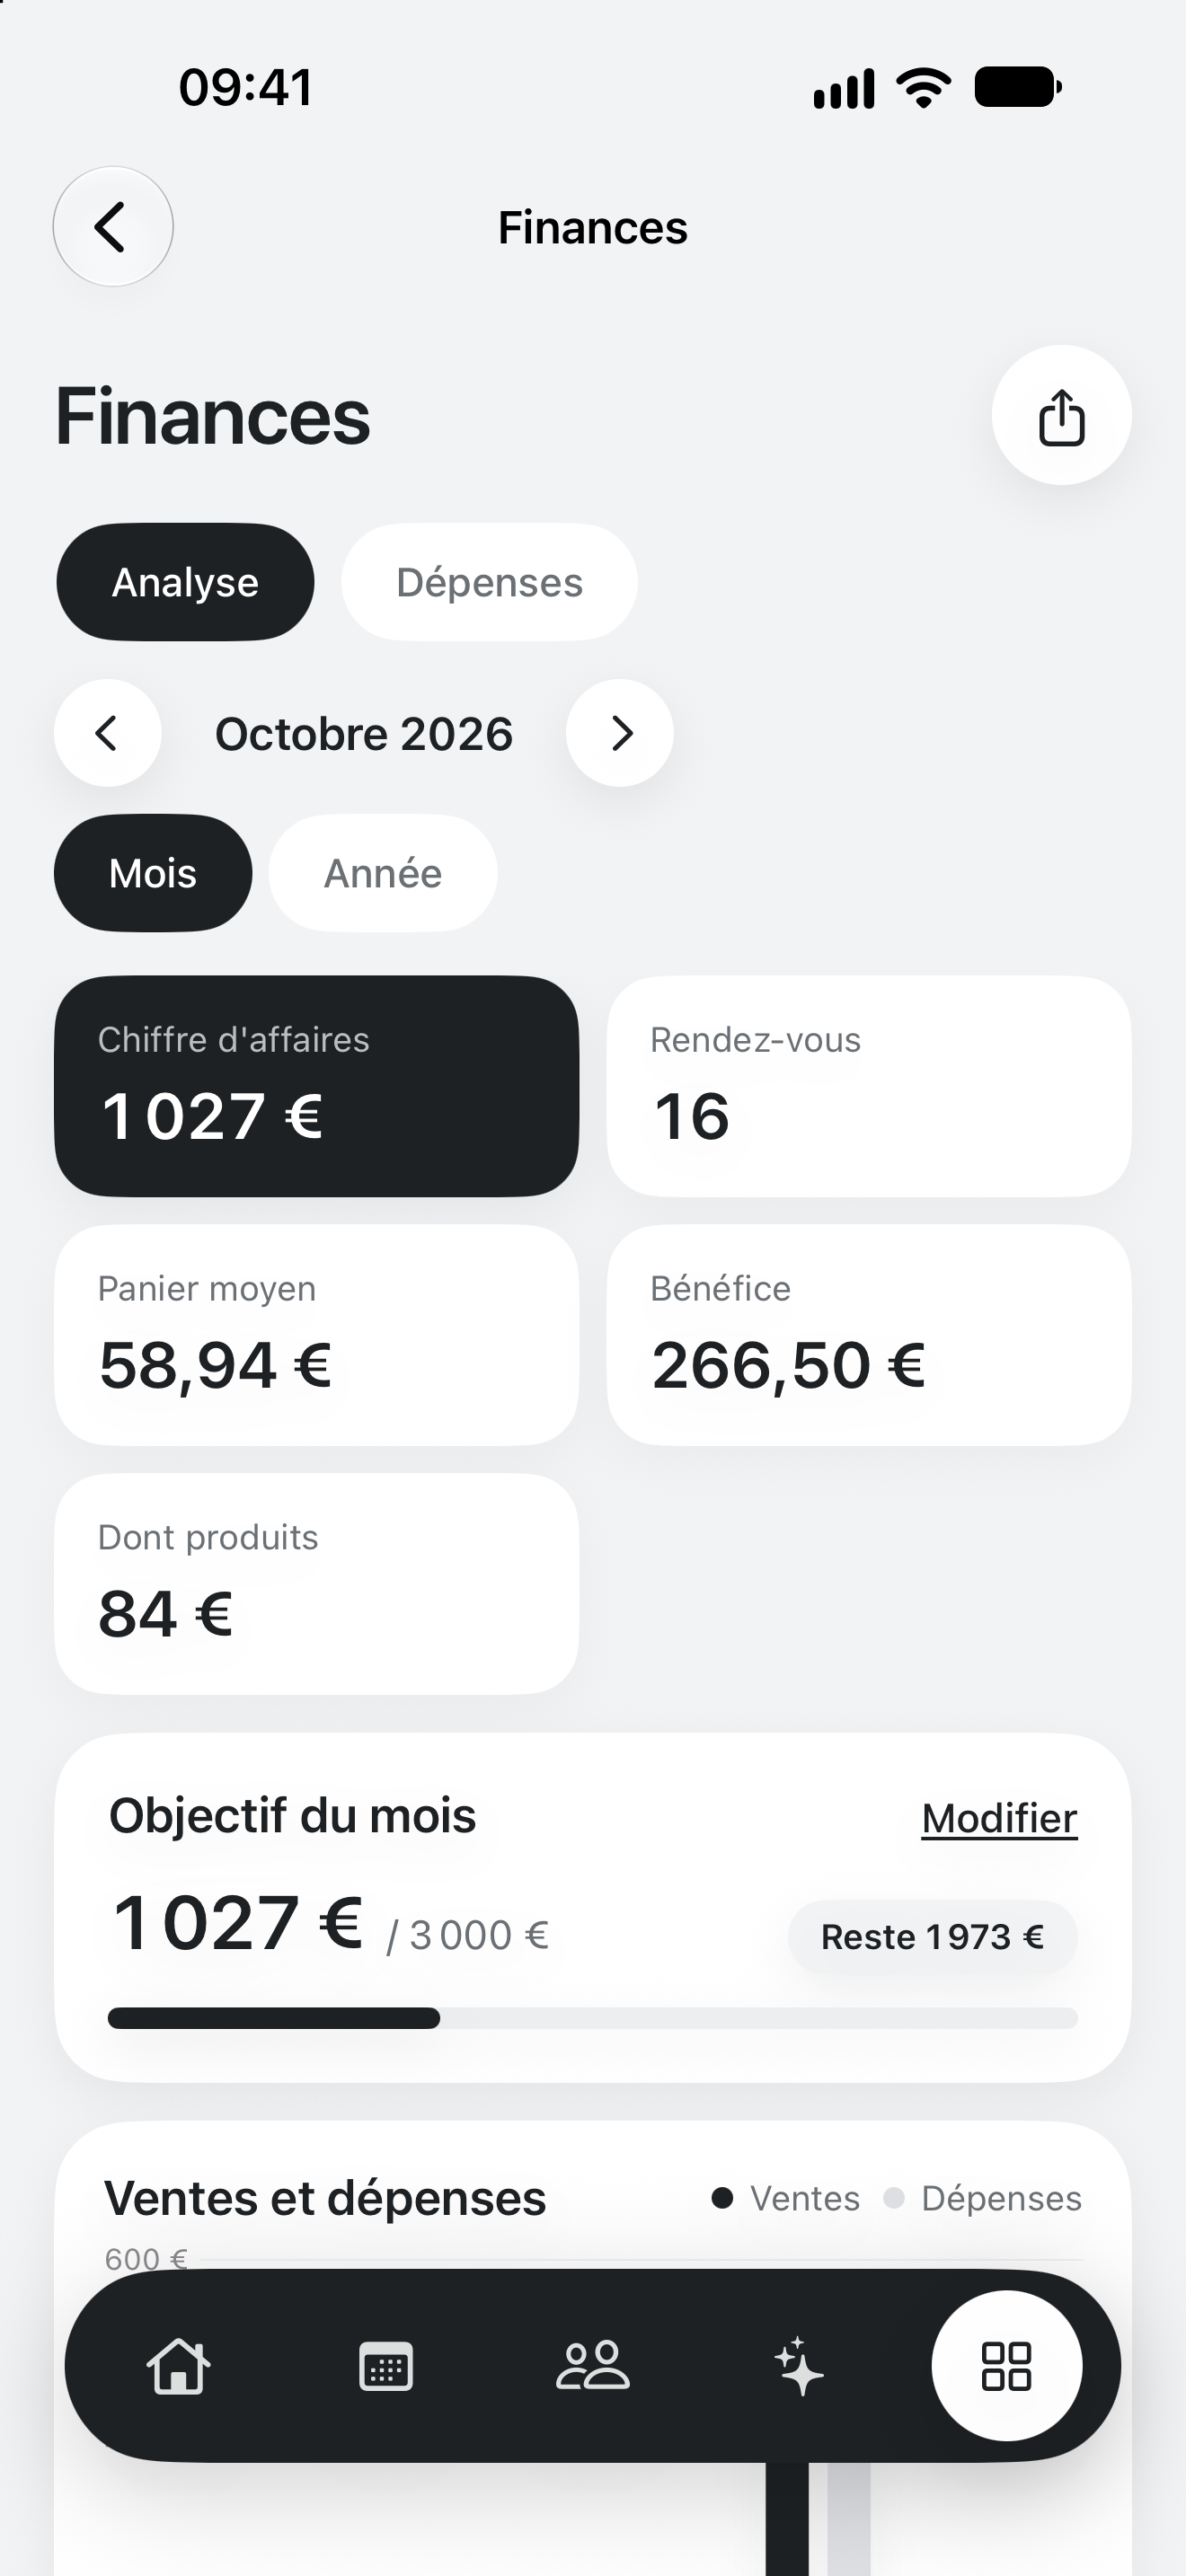 09:41
Finances
Finances
Analyse
Dépenses
Octobre 2026
Mois
Année
Chiffre d'affaires
1 027 €
Rendez-vous
16
Panier moyen
58,94 €
Bénéfice
266,50 €
Dont produits
84 €
Objectif du mois
Modifier
1 027 € / 3 000 €
Reste 1 973 €
Ventes et dépenses
Ventes
Dépenses
600 €